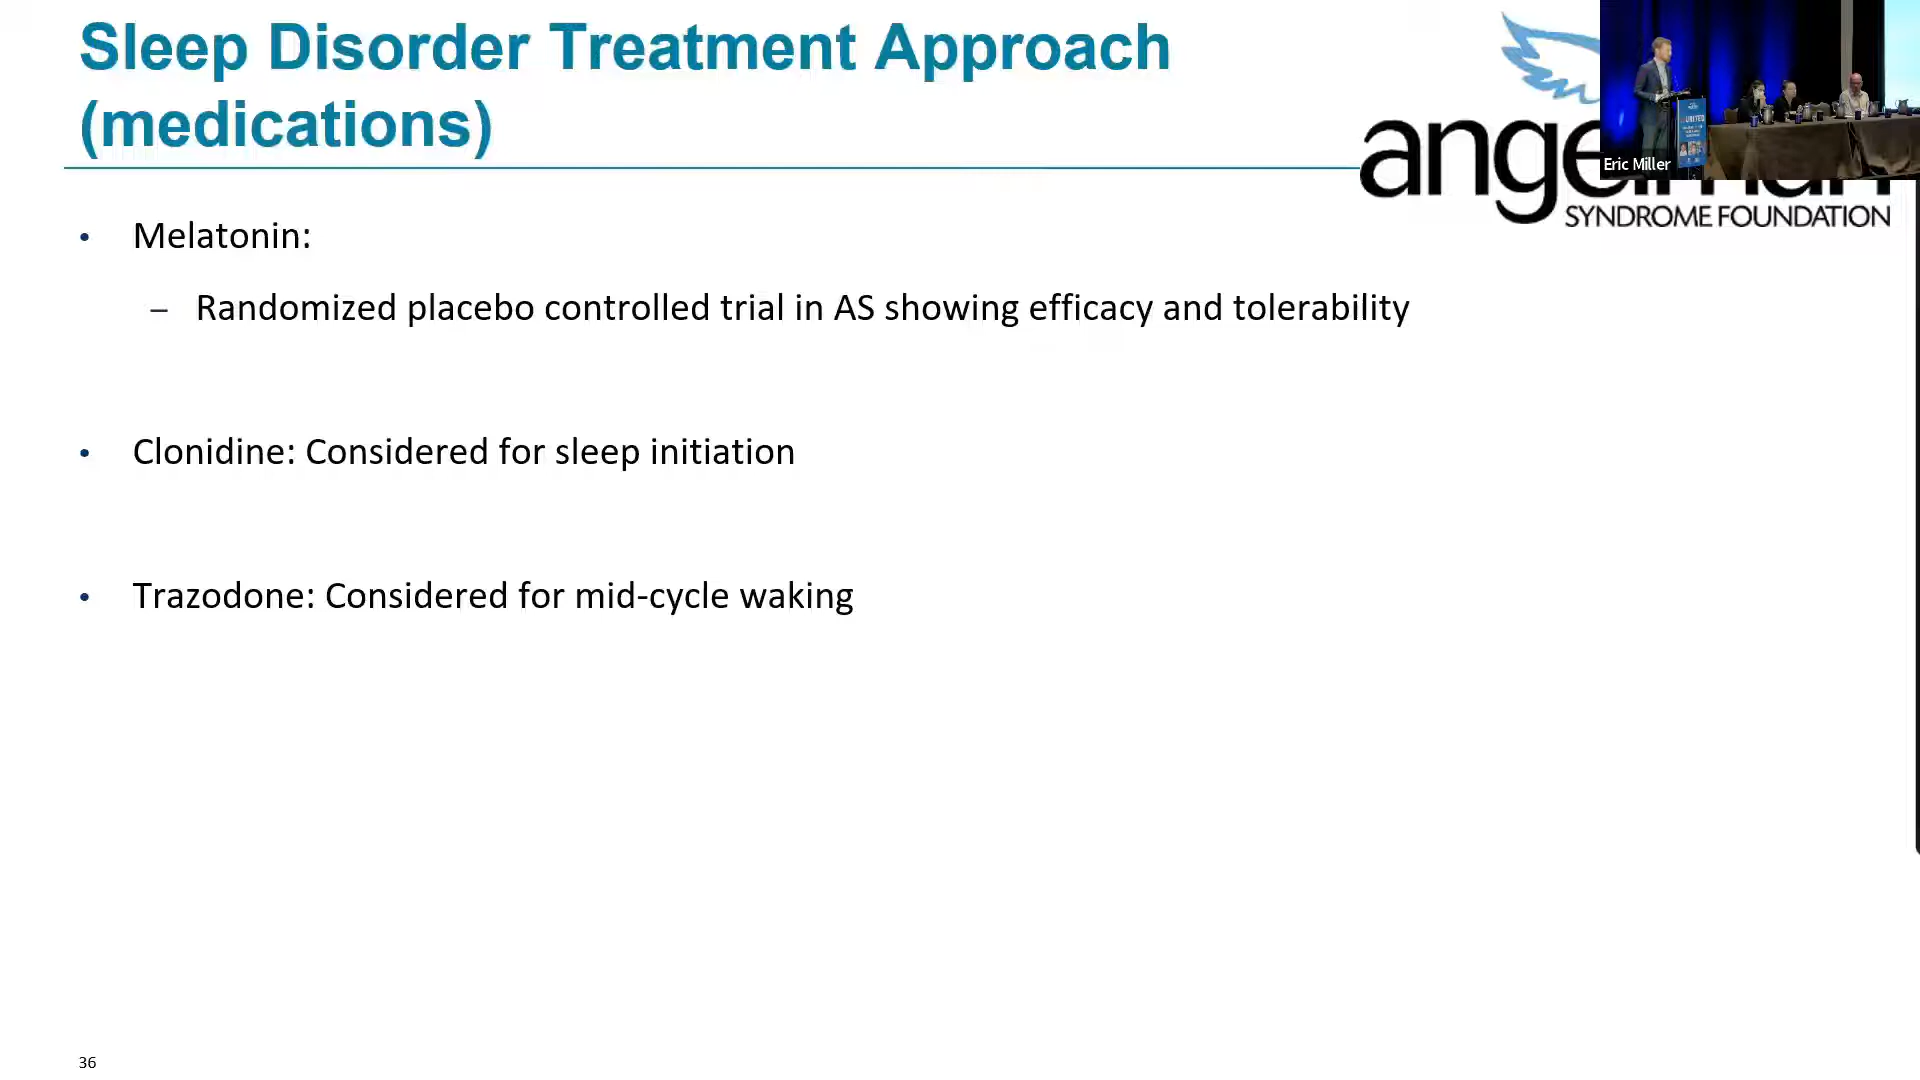 Sleep Disorder Treatment Approach
(medications)
Eric Miller
SYNDROME FOUNDATION
• Melatonin:
– Randomized placebo controlled trial in AS showing efficacy and tolerability
• Clonidine: Considered for sleep initiation
• Trazodone: Considered for mid-cycle waking
36